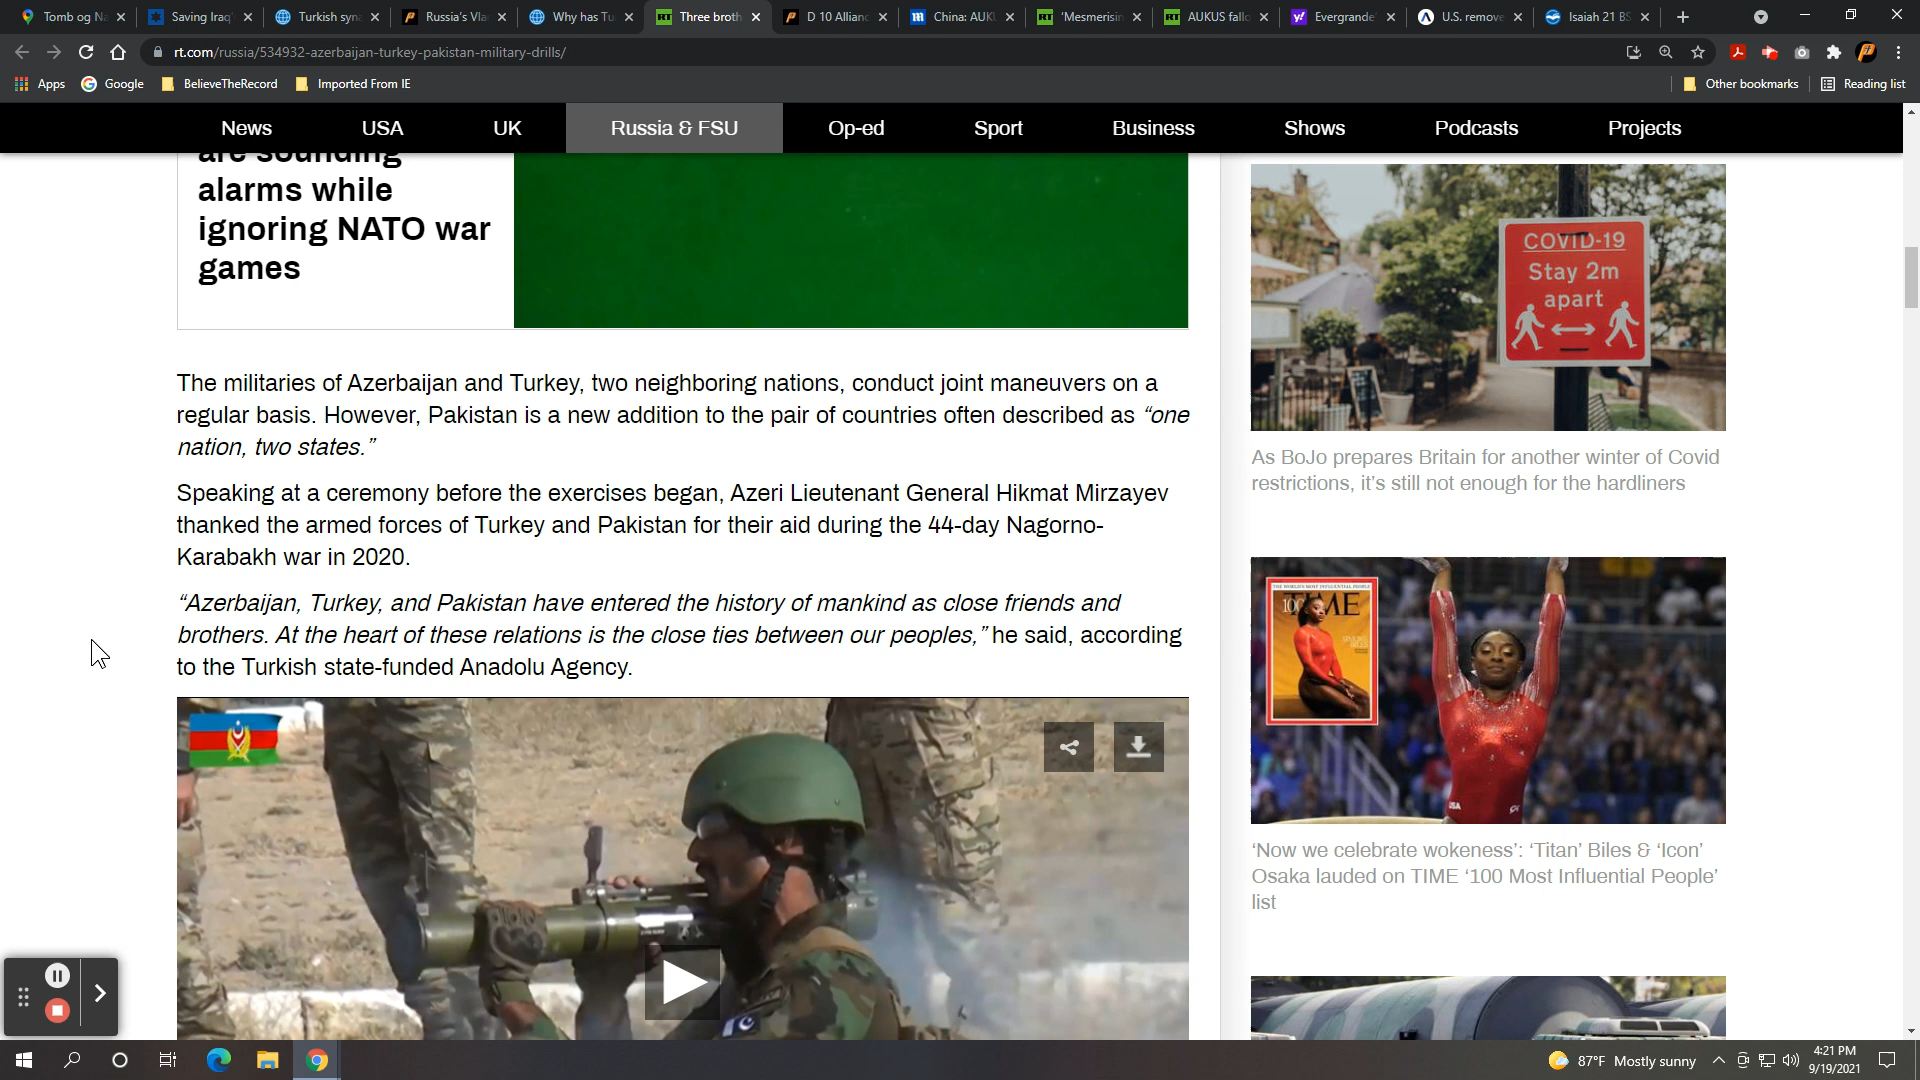 Tomb og Na
Saving Iraq'
Turkish syna
Russia's Vla
Why has Tu
Three broth
D 10 Allianc
China: AUKU
'Mesmerisin
AUKUS fallo
Evergrande'
U.S. remove
Isaiah 21 BS
rt.com/russia/534932-azerbaijan-turkey-pakistan-military-drills/
Apps
Google
BelieveTheRecord
Imported From IE
Other bookmarks
Reading list
News
USA
UK
Russia & FSU
Op-ed
Sport
Business
Shows
Podcasts
Projects
are sounding
alarms while
ignoring NATO war
games
The militaries of Azerbaijan and Turkey, two neighboring nations, conduct joint maneuvers on a
regular basis. However, Pakistan is a new addition to the pair of countries often described as “one
nation, two states.”
Speaking at a ceremony before the exercises began, Azeri Lieutenant General Hikmat Mirzayev
thanked the armed forces of Turkey and Pakistan for their aid during the 44-day Nagorno-
Karabakh war in 2020.
“Azerbaijan, Turkey, and Pakistan have entered the history of mankind as close friends and
brothers. At the heart of these relations is the close ties between our peoples,” he said, according
to the Turkish state-funded Anadolu Agency.
COVID-19
Stay 2m
apart
As BoJo prepares Britain for another winter of Covid
restrictions, it’s still not enough for the hardliners
100
TIME
USA
‘Now we celebrate wokeness’: ‘Titan’ Biles & ‘Icon’
Osaka lauded on TIME ‘100 Most Influential People’
list
87°F Mostly sunny
4:21 PM
9/19/2021